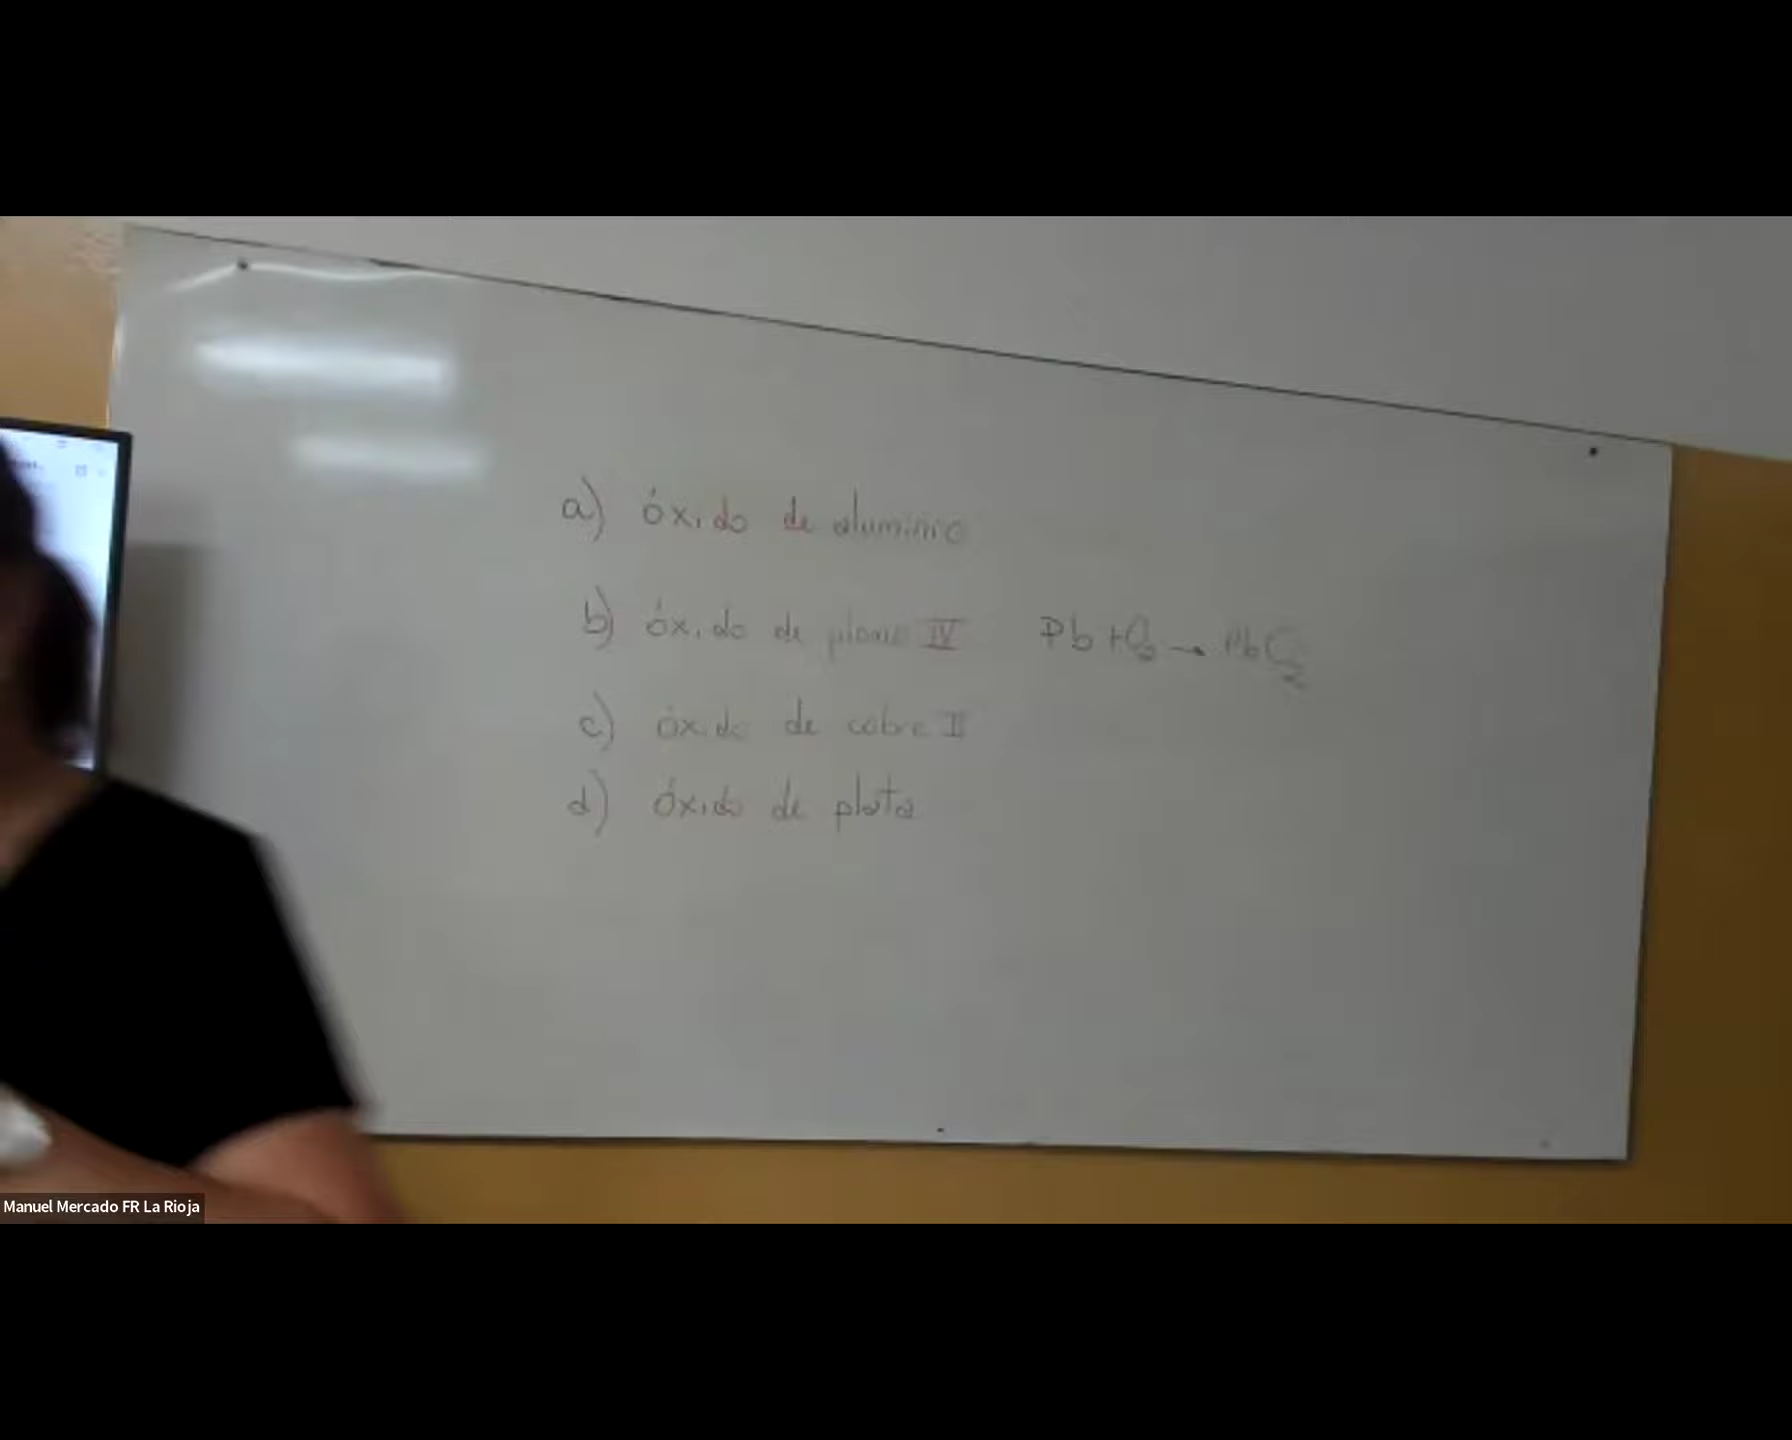 a) óxido de aluminio
b) óxido de plomo IV Pb + O₂ → PbO₂
c) óxido de cobre II
d) óxido de plata
Manuel Mercado FR La Rioja